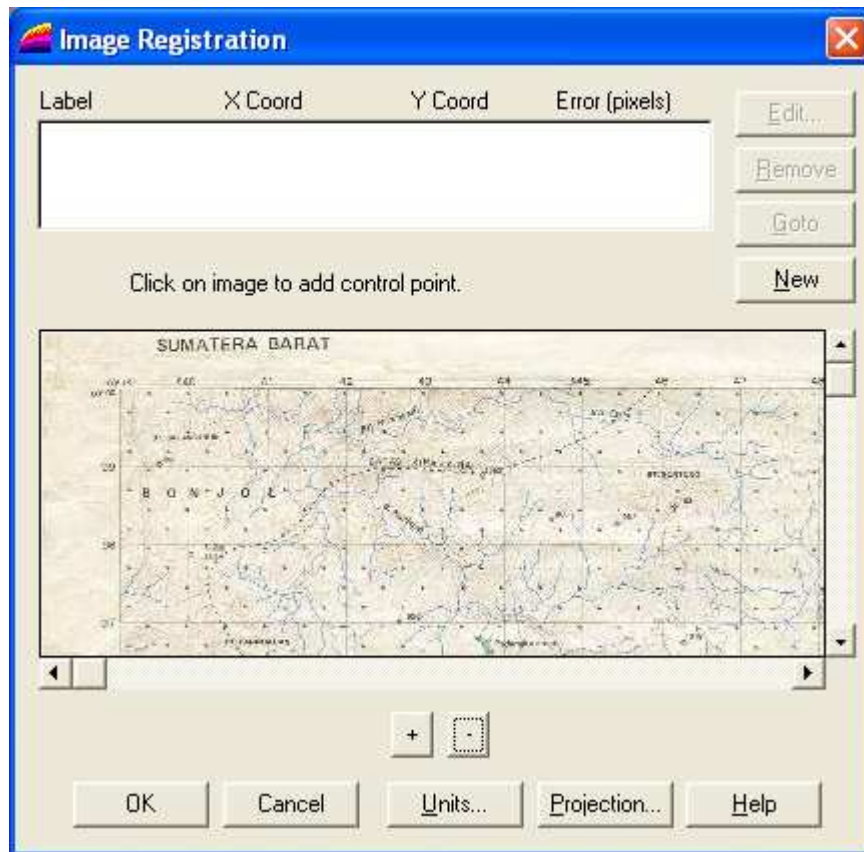 Image Registration
Label X Coord Y Coord Error (pixels)
Edit...
Remove
Goto
New
Click on image to add control point.
SUMATERA BARAT
B O N J O L
+ -
OK Cancel Units... Projection... Help